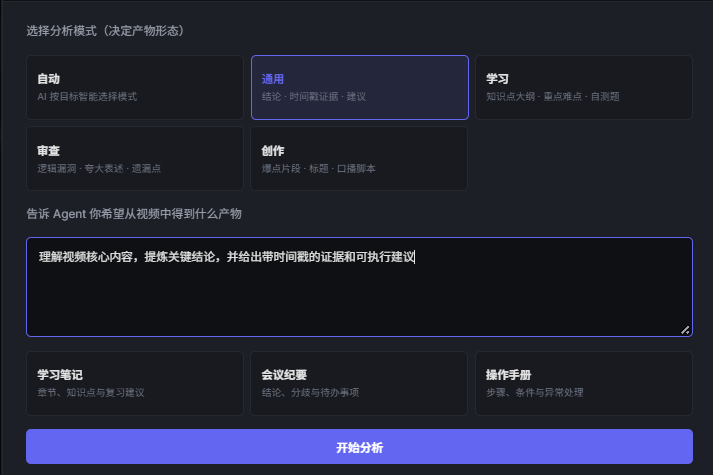 选择分析模式（决定产物形态）
自动
AI 按目标智能选择模式
通用
结论 · 时间戳证据 · 建议
学习
知识点大纲 · 重点难点 · 自测题
审查
逻辑漏洞 · 夸大表述 · 遗漏点
创作
爆点片段 · 标题 · 口播脚本
告诉 Agent 你希望从视频中得到什么产物
理解视频核心内容，提炼关键结论，并给出带时间戳的证据和可执行建议
学习笔记
章节、知识点与复习建议
会议纪要
结论、分歧与待办事项
操作手册
步骤、条件与异常处理
开始分析